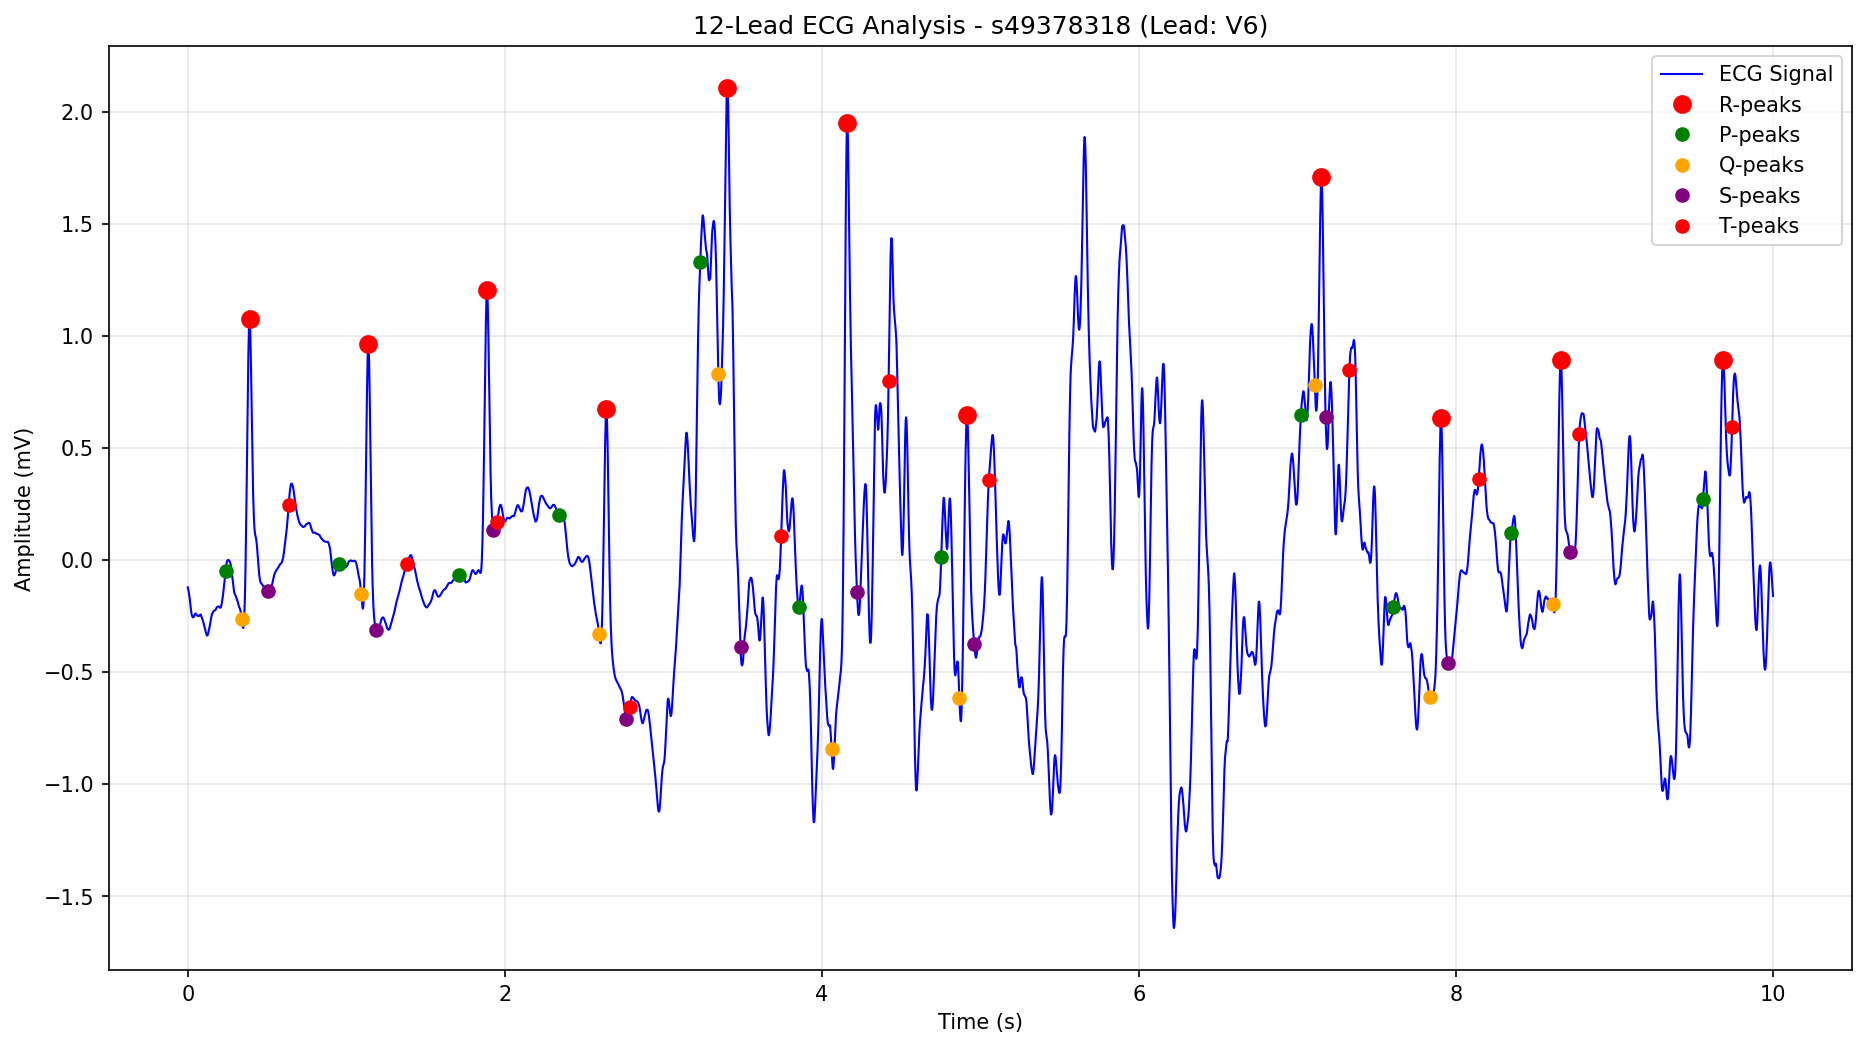 12-Lead ECG Analysis - s49378318 (Lead: V6)
ECG Signal
R-peaks
P-peaks
Q-peaks
S-peaks
T-peaks
Amplitude (mV)
2.0
1.5
1.0
0.5
0.0
−0.5
−1.0
−1.5
0 2 4 6 8 10
Time (s)